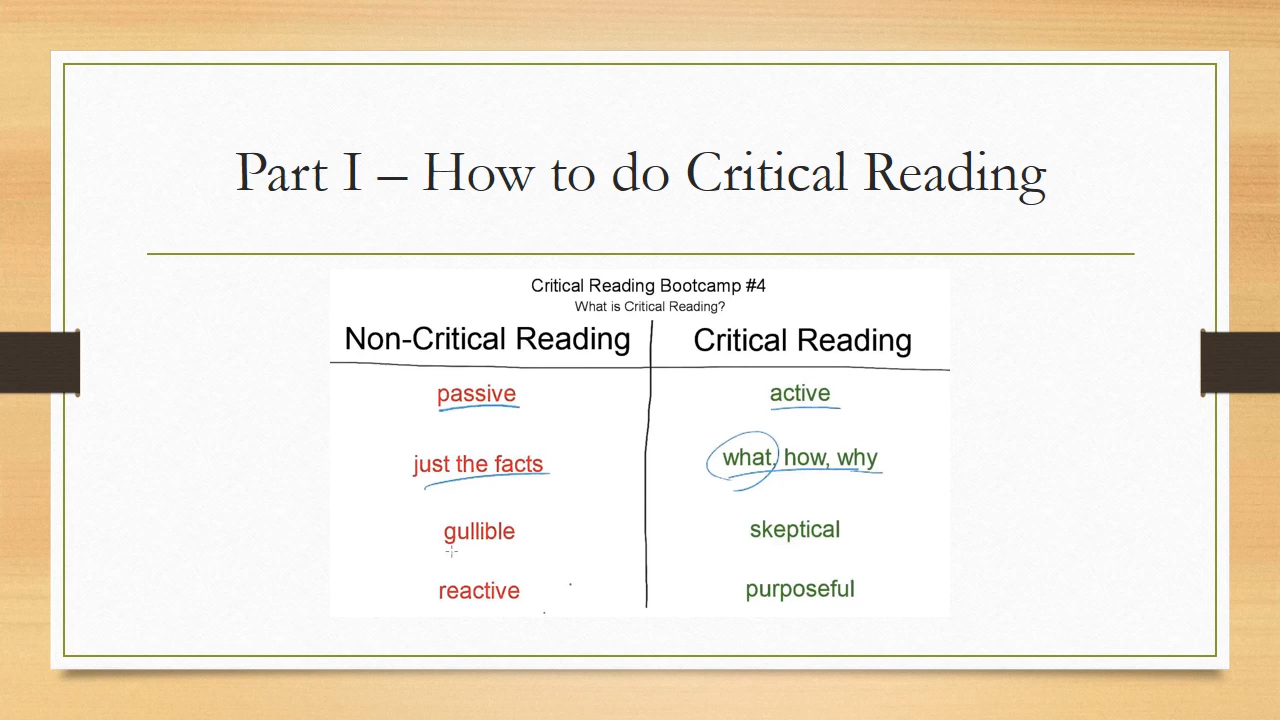 Part I – How to do Critical Reading
Critical Reading Bootcamp #4
What is Critical Reading?
Non-Critical Reading Critical Reading
passive active
just the facts what, how, why
gullible skeptical
reactive purposeful